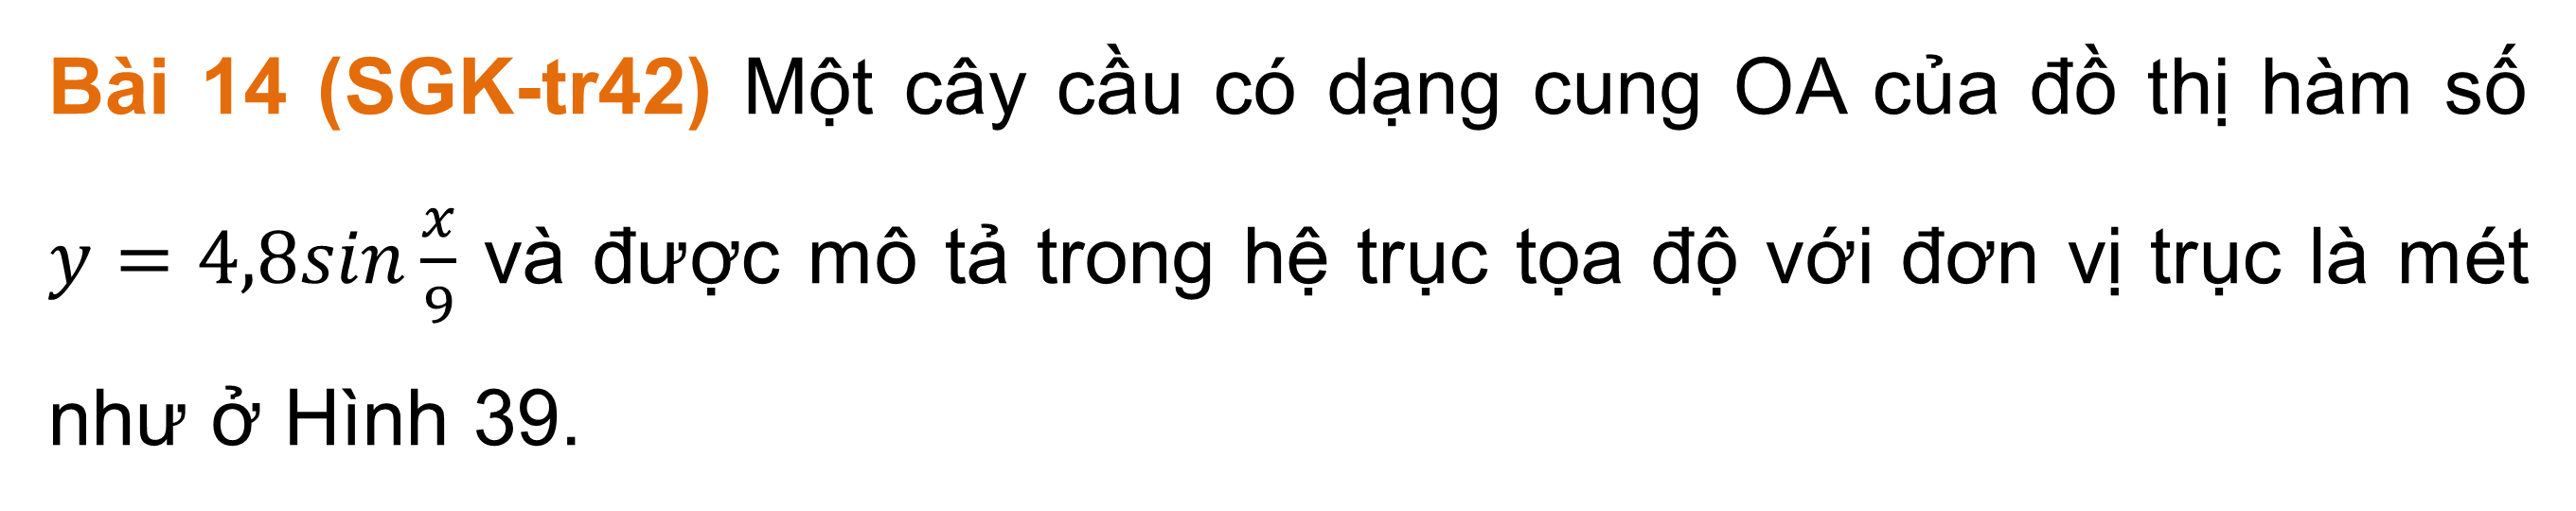 Bài 14 (SGK-tr42) Một cây cầu có dạng cung OA của đồ thị hàm số
y = 4,8sin x/9 và được mô tả trong hệ trục tọa độ với đơn vị trục là mét
như ở Hình 39.